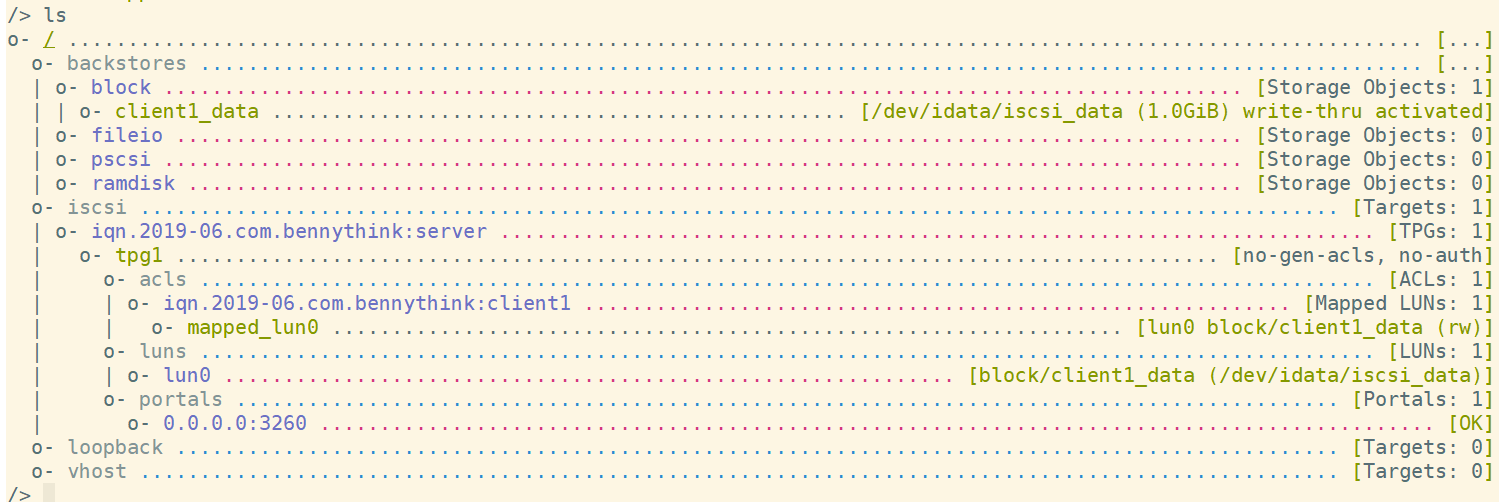 /> ls
o- / ................................................................................................................. [...]
  o- backstores ...................................................................................................... [...]
  | o- block .......................................................................................... [Storage Objects: 1]
  | | o- client1_data ................................................ [/dev/idata/iscsi_data (1.0GiB) write-thru activated]
  | o- fileio ......................................................................................... [Storage Objects: 0]
  | o- pscsi .......................................................................................... [Storage Objects: 0]
  | o- ramdisk ........................................................................................ [Storage Objects: 0]
  o- iscsi .................................................................................................... [Targets: 1]
  | o- iqn.2019-06.com.bennythink:server ......................................................................... [TPGs: 1]
  |   o- tpg1 ....................................................................................... [no-gen-acls, no-auth]
  |     o- acls .................................................................................................. [ACLs: 1]
  |     | o- iqn.2019-06.com.bennythink:client1 ........................................................... [Mapped LUNs: 1]
  |     |   o- mapped_lun0 .................................................................. [lun0 block/client1_data (rw)]
  |     o- luns .................................................................................................. [LUNs: 1]
  |     | o- lun0 ............................................................. [block/client1_data (/dev/idata/iscsi_data)]
  |     o- portals ............................................................................................ [Portals: 1]
  |       o- 0.0.0.0:3260 ............................................................................................. [OK]
  o- loopback ................................................................................................. [Targets: 0]
  o- vhost .................................................................................................... [Targets: 0]
/>